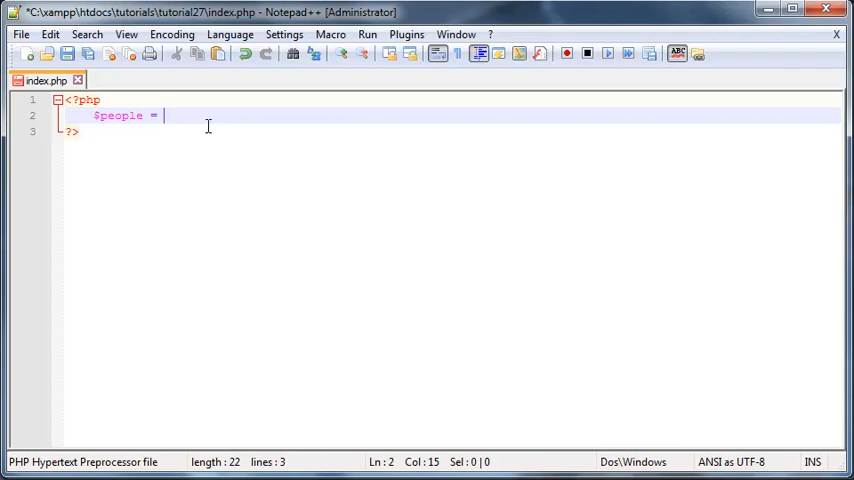 *C:\xampp\htdocs\tutorials\tutorial27\index.php - Notepad++ [Administrator]
File Edit Search View Encoding Language Settings Macro Run Plugins Window ? X
index.php
1 <?php
2 $people =
3 ?>
PHP Hypertext Preprocessor file length : 22 lines : 3 Ln : 2 Col : 15 Sel : 0 | 0 Dos\Windows ANSI as UTF-8 INS